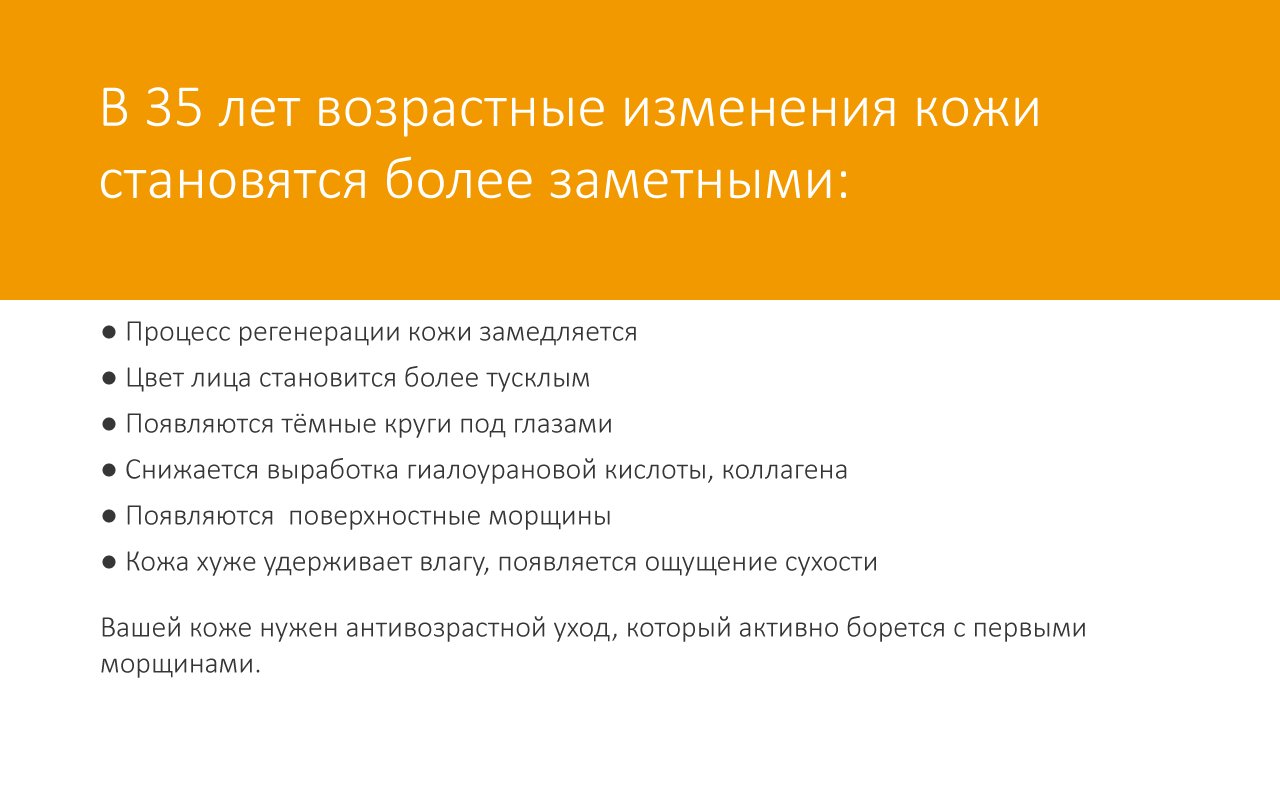 В 35 лет возрастные изменения кожи
становятся более заметными:
● Процесс регенерации кожи замедляется
● Цвет лица становится более тусклым
● Появляются тёмные круги под глазами
● Снижается выработка гиалоурановой кислоты, коллагена
● Появляются  поверхностные морщины
● Кожа хуже удерживает влагу, появляется ощущение сухости
Вашей коже нужен антивозрастной уход, который активно борется с первыми
морщинами.